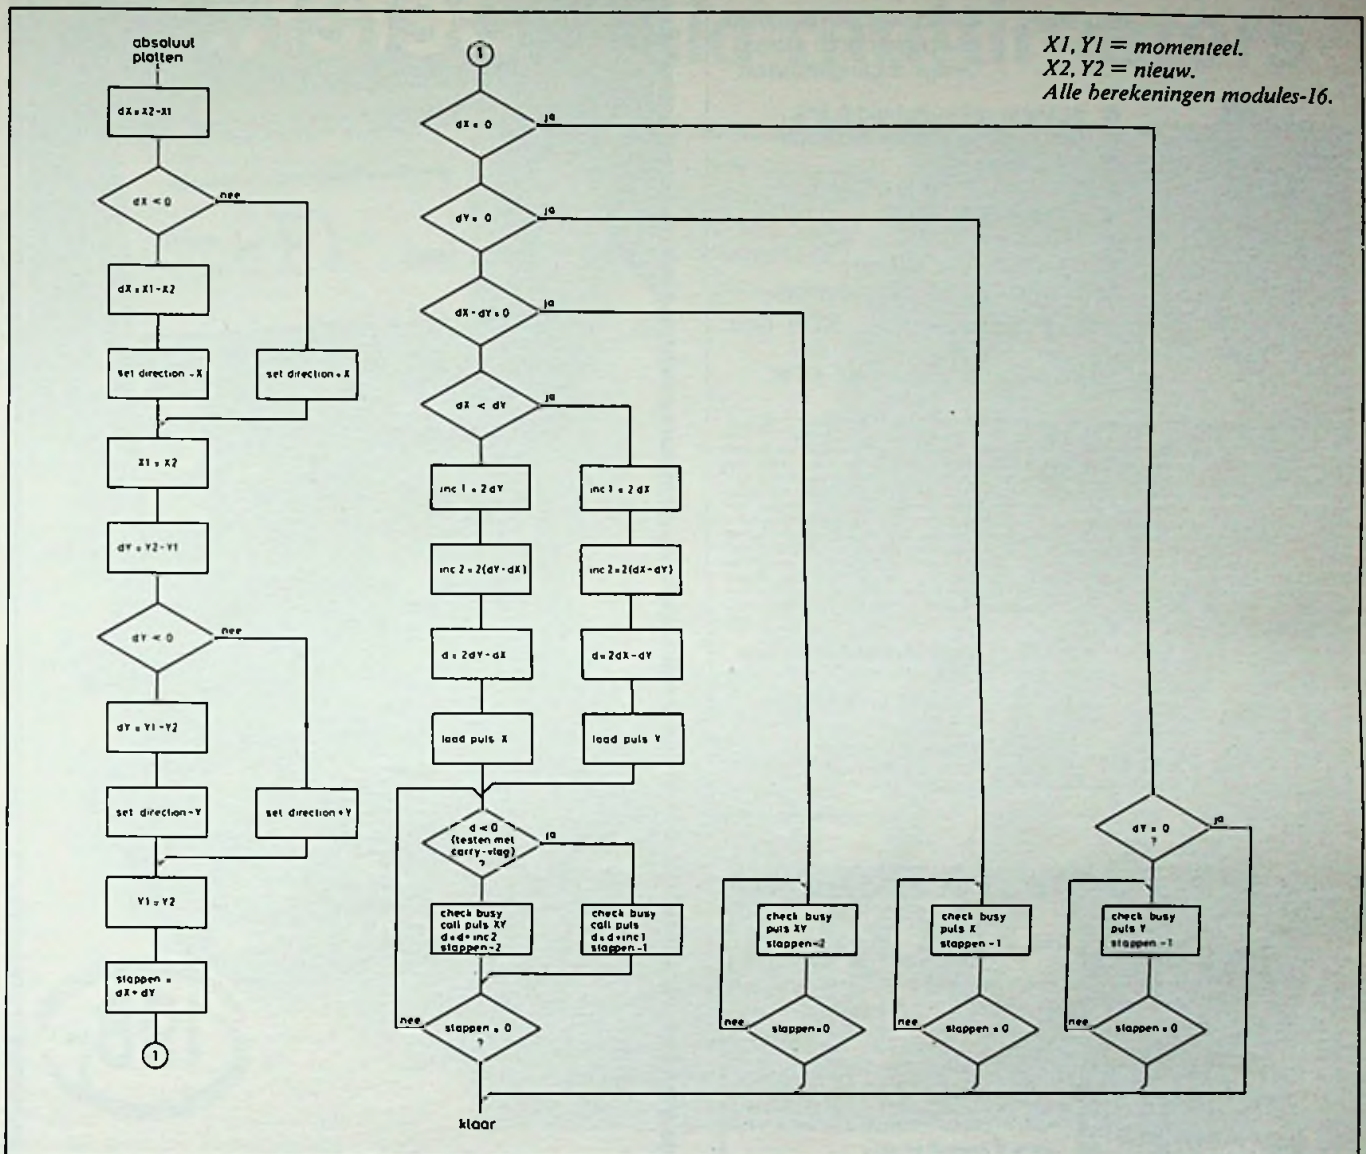 absoluut
plotten
dX = X2-X1
dX < 0
nee
dX = X1-X2
set direction - X
set direction + X
X1 = X2
dY = Y2-Y1
dY < 0
nee
dY = Y1-Y2
set direction - Y
set direction + Y
Y1 = Y2
stappen =
dX + dY
1
1
dX = 0
ja
dY = 0
ja
dX - dY = 0
ja
dX < dY
ja
inc 1 = 2 dY
inc 1 = 2 dX
inc 2 = 2(dY-dX)
inc 2 = 2(dX-dY)
d = 2dY-dX
d = 2dX-dY
load puls X
load puls Y
d < 0
(testen met
carry-vlag)
?
ja
check busy
call puls XY
d=d+inc2
stappen-2
check busy
call puls
d=d+inc1
stappen-1
nee
stappen = 0
?
klaar
check busy
puls XY
stappen-2
nee
stappen=0
check busy
puls X
stappen -1
nee
stappen = 0
dY = 0
?
ja
check busy
puls Y
stappen -1
nee
stappen = 0
X1, Y1 = momenteel.
X2, Y2 = nieuw.
Alle berekeningen modules-16.